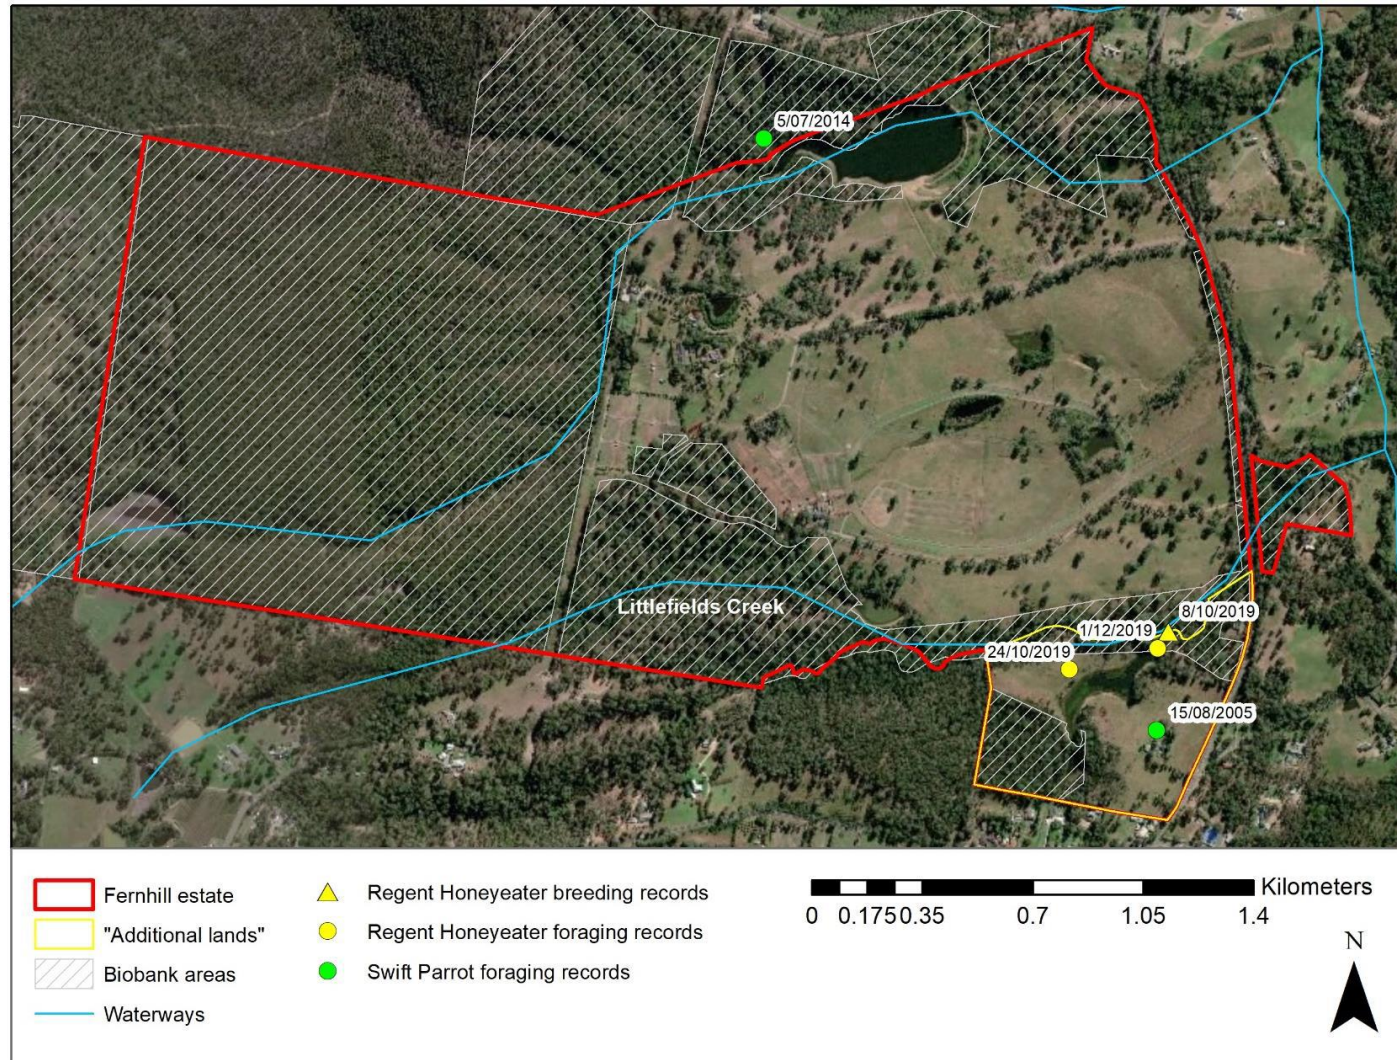 5/07/2014
Littlefields Creek
8/10/2019
1/12/2019
24/10/2019
15/08/2005
Fernhill estate
"Additional lands"
Biobank areas
Waterways
Regent Honeyeater breeding records
Regent Honeyeater foraging records
Swift Parrot foraging records
Kilometers
0 0.175 0.35 0.7 1.05 1.4
N